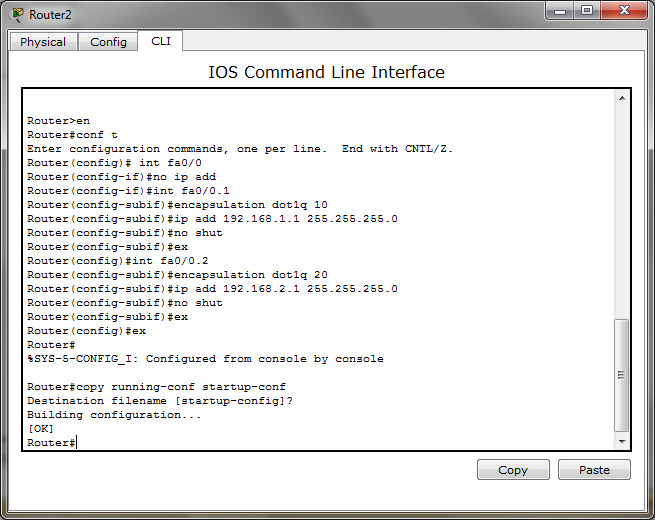 Router2
Physical Config CLI
IOS Command Line Interface
Router>en
Router#conf t
Enter configuration commands, one per line.  End with CNTL/Z.
Router(config)# int fa0/0
Router(config-if)#no ip add
Router(config-if)#int fa0/0.1
Router(config-subif)#encapsulation dot1q 10
Router(config-subif)#ip add 192.168.1.1 255.255.255.0
Router(config-subif)#no shut
Router(config-subif)#ex
Router(config)#int fa0/0.2
Router(config-subif)#encapsulation dot1q 20
Router(config-subif)#ip add 192.168.2.1 255.255.255.0
Router(config-subif)#no shut
Router(config-subif)#ex
Router(config)#ex
Router#
%SYS-5-CONFIG_I: Configured from console by console
Router#copy running-conf startup-conf
Destination filename [startup-config]?
Building configuration...
[OK]
Router#
Copy Paste